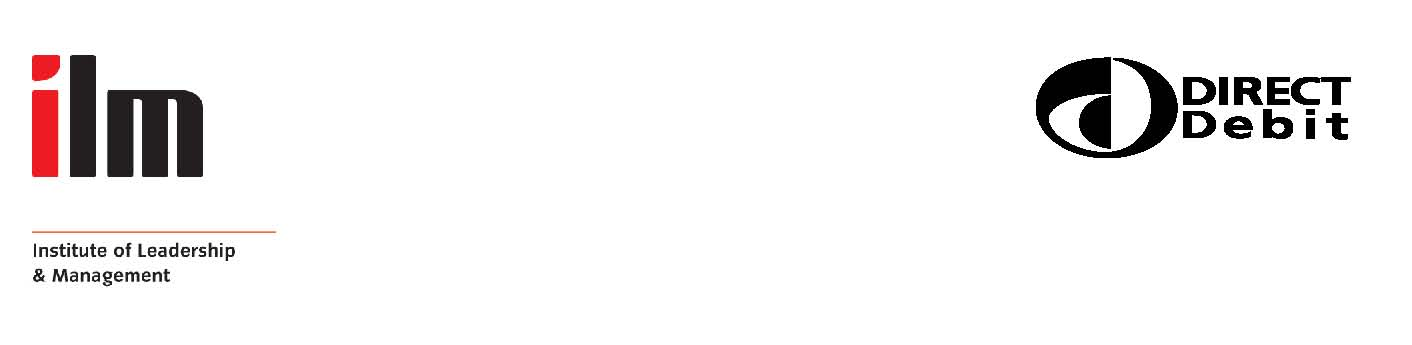 ilm
Institute of Leadership
& Management
DIRECT
Debit